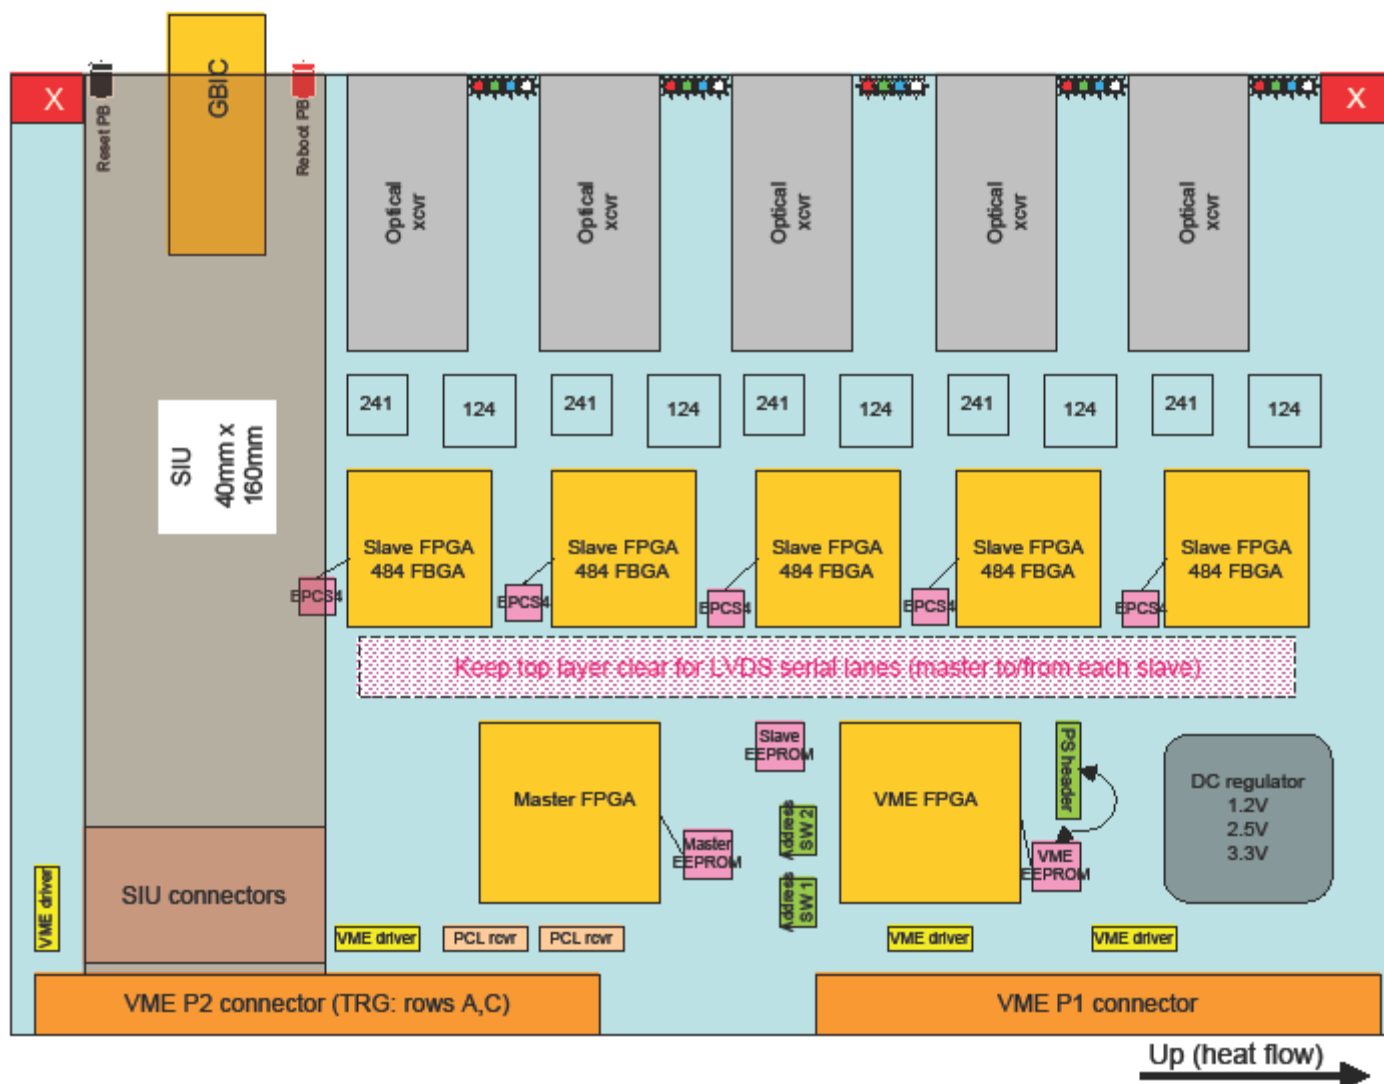 GBIC
X
Reset PB
Reboot PB
X
Optical
xcvr
Optical
xcvr
Optical
xcvr
Optical
xcvr
Optical
xcvr
241
124
241
124
241
124
241
124
241
124
SIU
40mm x
160mm
Slave FPGA
484 FBGA
Slave FPGA
484 FBGA
Slave FPGA
484 FBGA
Slave FPGA
484 FBGA
Slave FPGA
484 FBGA
EPCS4
EPCS4
EPCS4
EPCS4
EPCS4
Keep top layer clear for LVDS serial lanes (master to/from each slave)
Master FPGA
Master
EEPROM
Slave
EEPROM
Address
SW 2
Address
SW 1
VME FPGA
PS header
VME
EEPROM
DC regulator
1.2V
2.5V
3.3V
SIU connectors
VME driver
VME driver
PCL rcvr
PCL rcvr
VME driver
VME driver
VME P2 connector (TRG: rows A,C)
VME P1 connector
Up (heat flow)